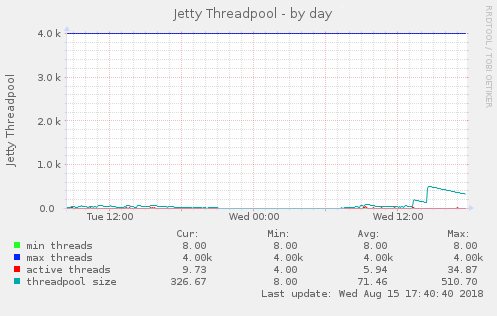 Jetty Threadpool - by day
RRDTOOL / TOBI OETIKER
Jetty Threadpool
4.0 k
3.0 k
2.0 k
1.0 k
0.0
Tue 12:00 Wed 00:00 Wed 12:00
Cur: Min: Avg: Max:
min threads 8.00 8.00 8.00 8.00
max threads 4.00k 4.00k 4.00k 4.00k
active threads 9.73 4.00 5.94 34.87
threadpool size 326.67 8.00 71.46 510.70
Last update: Wed Aug 15 17:40:40 2018